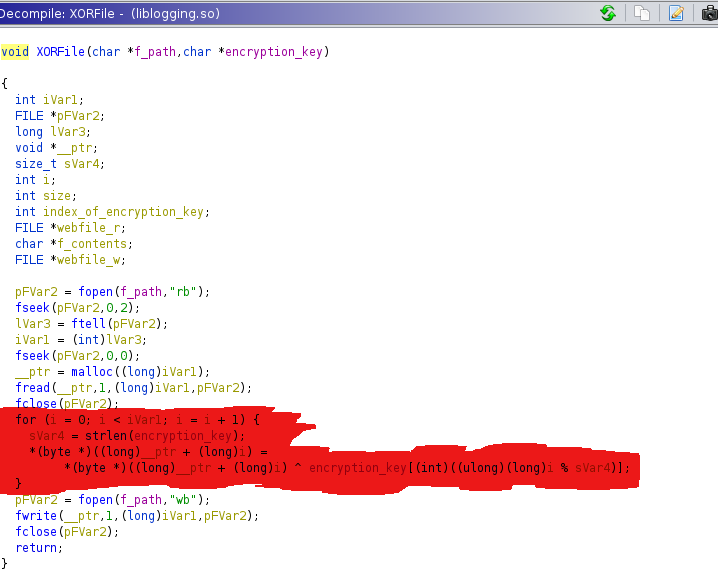 Decompile: XORFile - (liblogging.so)
void XORFile(char *f_path,char *encryption_key)
{
int iVar1;
FILE *pFVar2;
long lVar3;
void *__ptr;
size_t sVar4;
int i;
int size;
int index_of_encryption_key;
FILE *webfile_r;
char *f_contents;
FILE *webfile_w;
pFVar2 = fopen(f_path,"rb");
fseek(pFVar2,0,2);
lVar3 = ftell(pFVar2);
iVar1 = (int)lVar3;
fseek(pFVar2,0,0);
__ptr = malloc((long)iVar1);
fread(__ptr,1,(long)iVar1,pFVar2);
fclose(pFVar2);
for (i = 0; i < iVar1; i = i + 1) {
sVar4 = strlen(encryption_key);
*(byte *)((long)__ptr + (long)i) =
*(byte *)((long)__ptr + (long)i) ^ encryption_key[(int)((ulong)(long)i % sVar4)];
}
pFVar2 = fopen(f_path,"wb");
fwrite(__ptr,1,(long)iVar1,pFVar2);
fclose(pFVar2);
return;
}